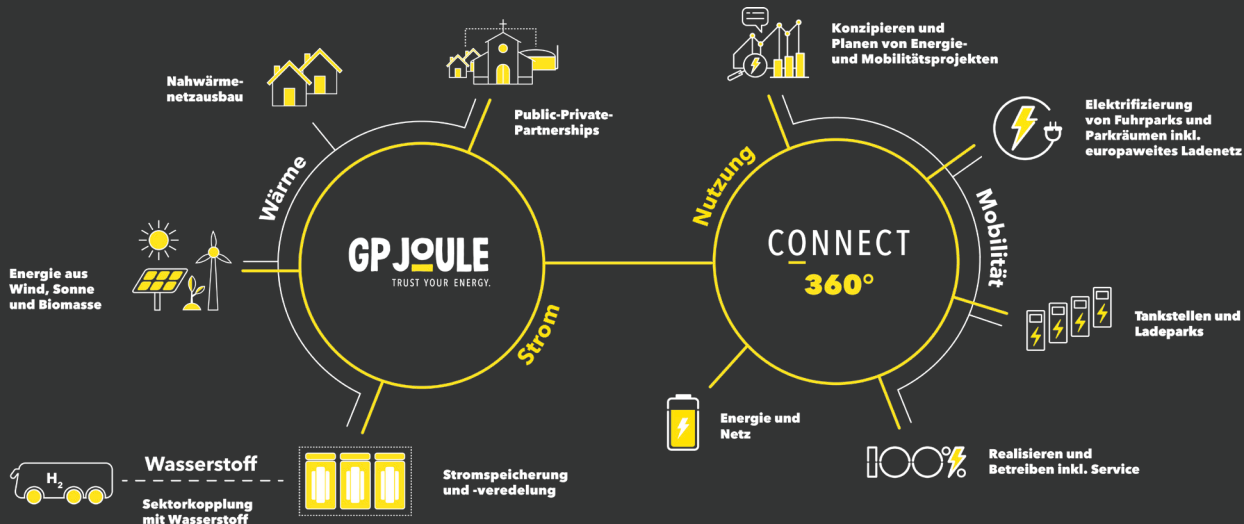 Konzipieren und
Planen von Energie-
und Mobilitätsprojekten
Nahwärme-
netzausbau
Public-Private-
Partnerships
Elektrifizierung
von Fuhrparks und
Parkräumen inkl.
europaweites Ladenetz
Wärme
Nutzung
Mobilität
GP JOULE
TRUST YOUR ENERGY.
CONNECT
360°
Energie aus
Wind, Sonne
und Biomasse
Strom
Tankstellen und
Ladeparks
Energie und
Netz
Realisieren und
Betreiben inkl. Service
100%
H2
Wasserstoff
Sektorkopplung
mit Wasserstoff
Stromspeicherung
und -veredelung